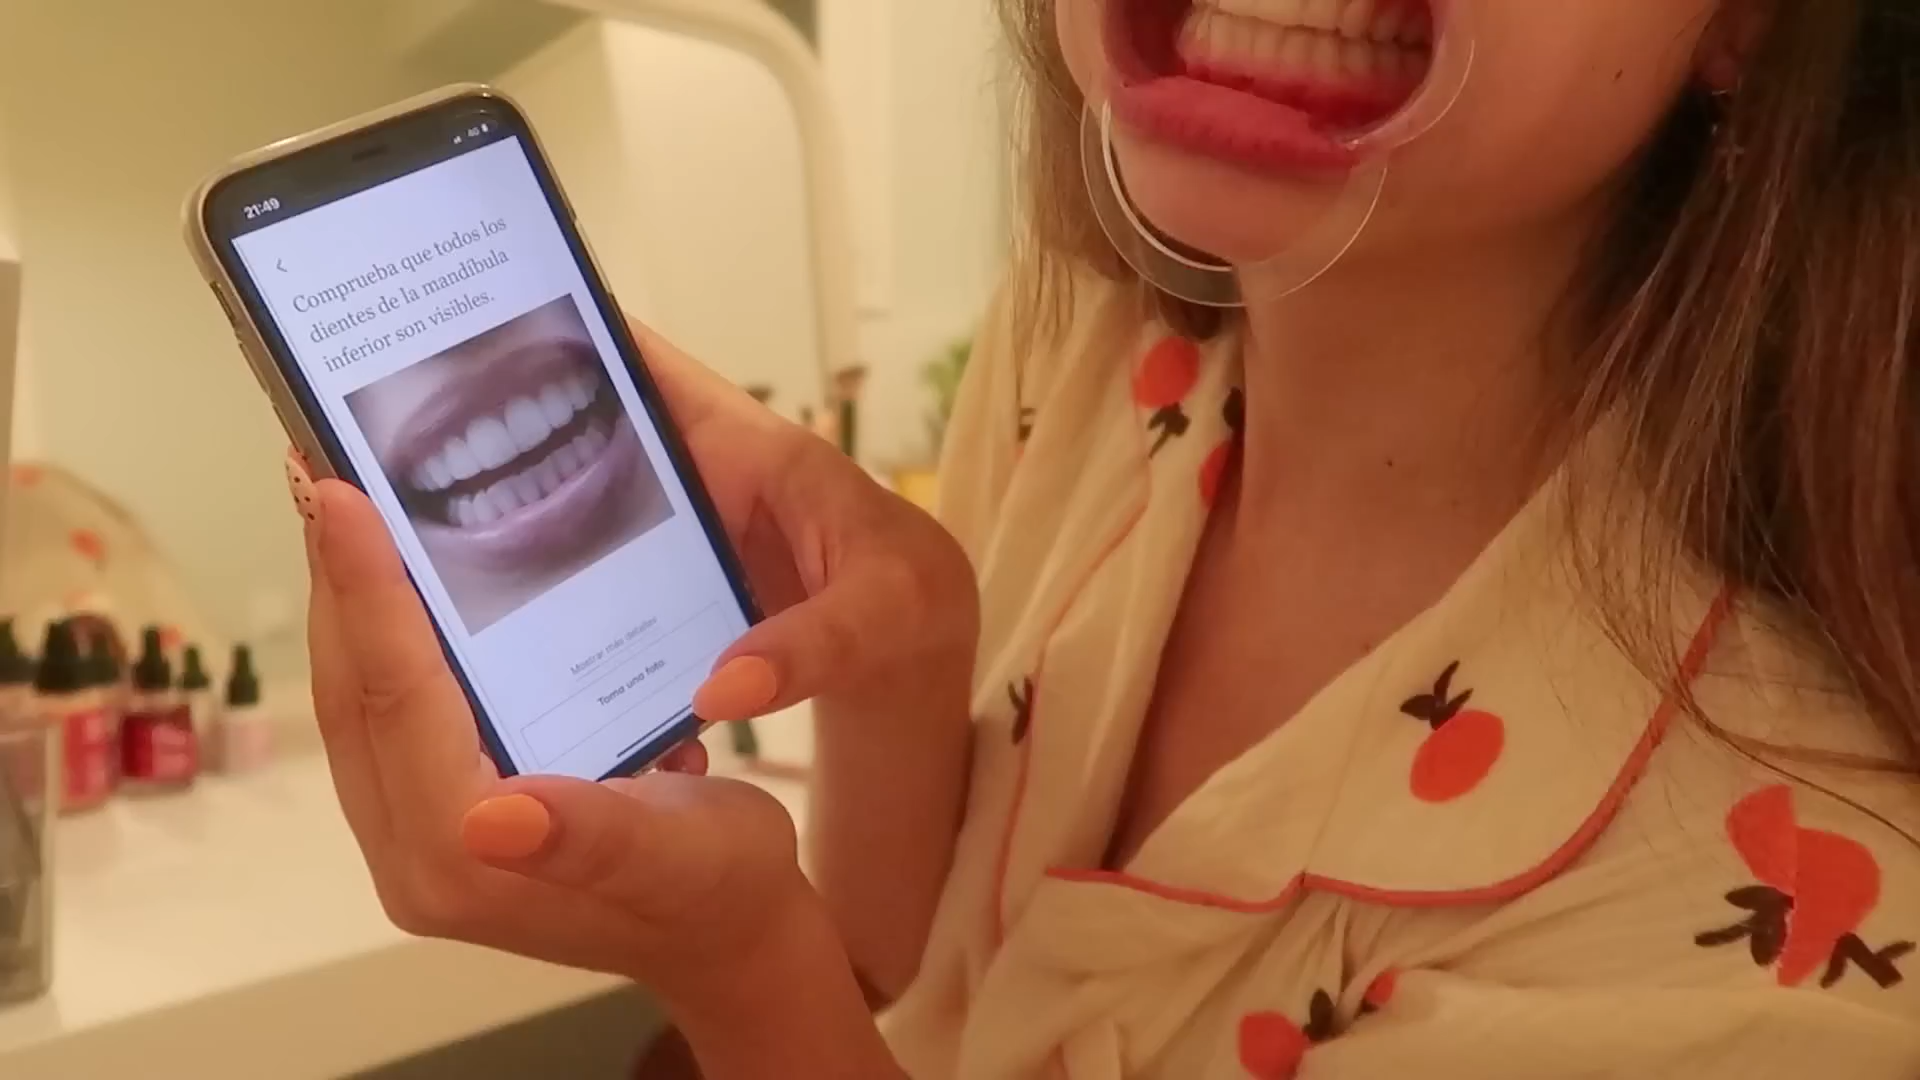 21:49
4G
Comprueba que todos los
dientes de la mandíbula
inferior son visibles.
Mostrar más detalles
Toma una foto.